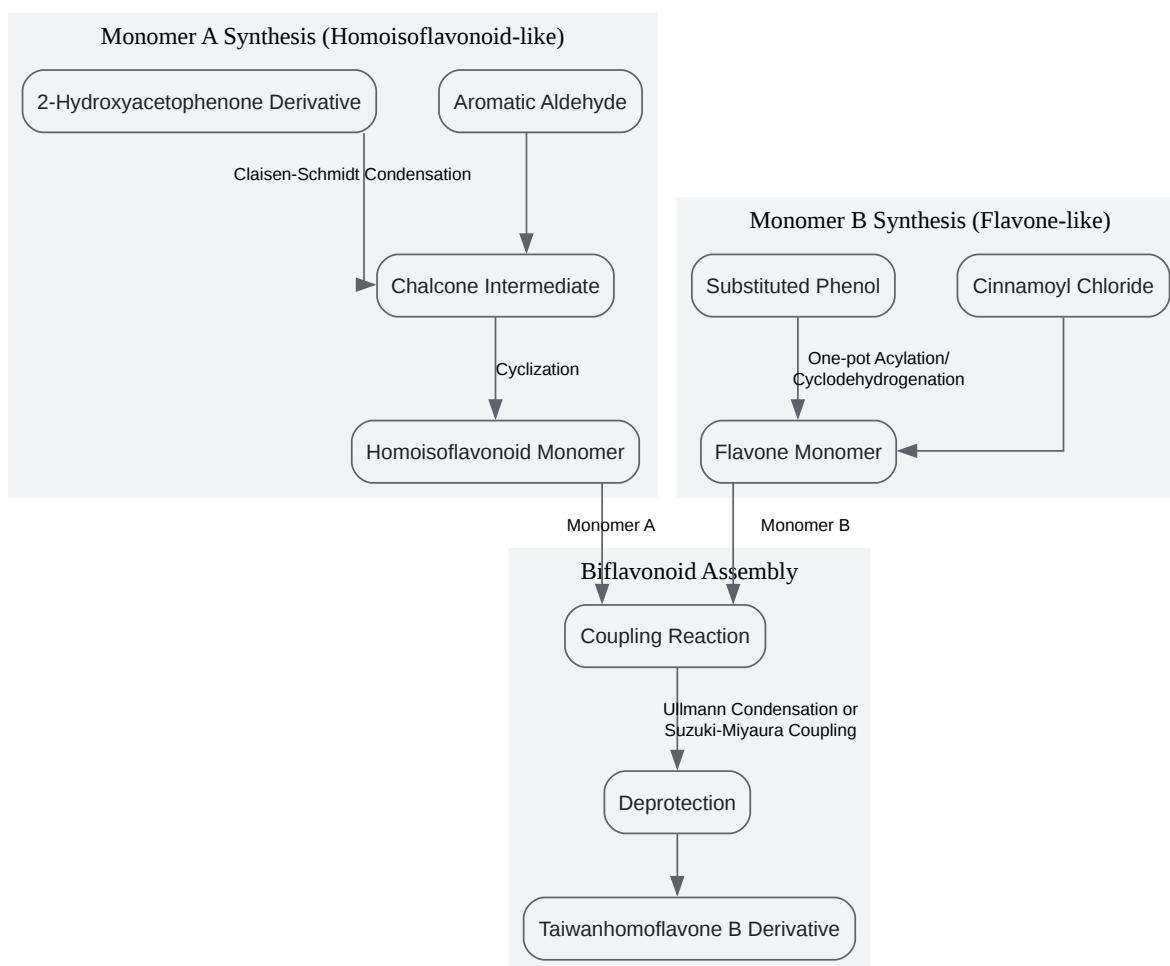 Monomer A Synthesis (Homoisoflavonoid-like)
2-Hydroxyacetophenone Derivative
Aromatic Aldehyde
Claisen-Schmidt Condensation
Chalcone Intermediate
Cyclization
Homoisoflavonoid Monomer
Monomer B Synthesis (Flavone-like)
Substituted Phenol
Cinnamoyl Chloride
One-pot Acylation/
Cyclodehydrogenation
Flavone Monomer
Monomer A
Monomer B
Biflavonoid Assembly
Coupling Reaction
Ullmann Condensation or
Suzuki-Miyaura Coupling
Deprotection
Taiwanhomoflavone B Derivative